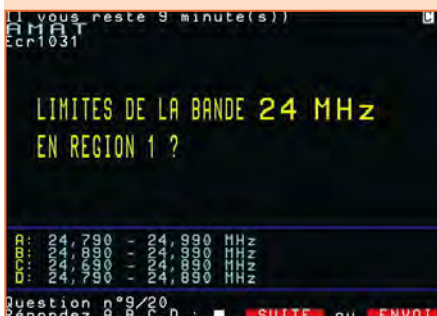 Il vous reste 9 minute(s))
C
AMAT
Ecr1031
LIMITES DE LA BANDE 24 MHz
EN REGION 1 ?
A: 24,790 - 24,990 MHz
B: 24,890 - 24,990 MHz
C: 24,690 - 24,890 MHz
D: 24,790 - 24,890 MHz
Question n°9/20
Répondez A,B,C,D : SUITE ou ENVOI